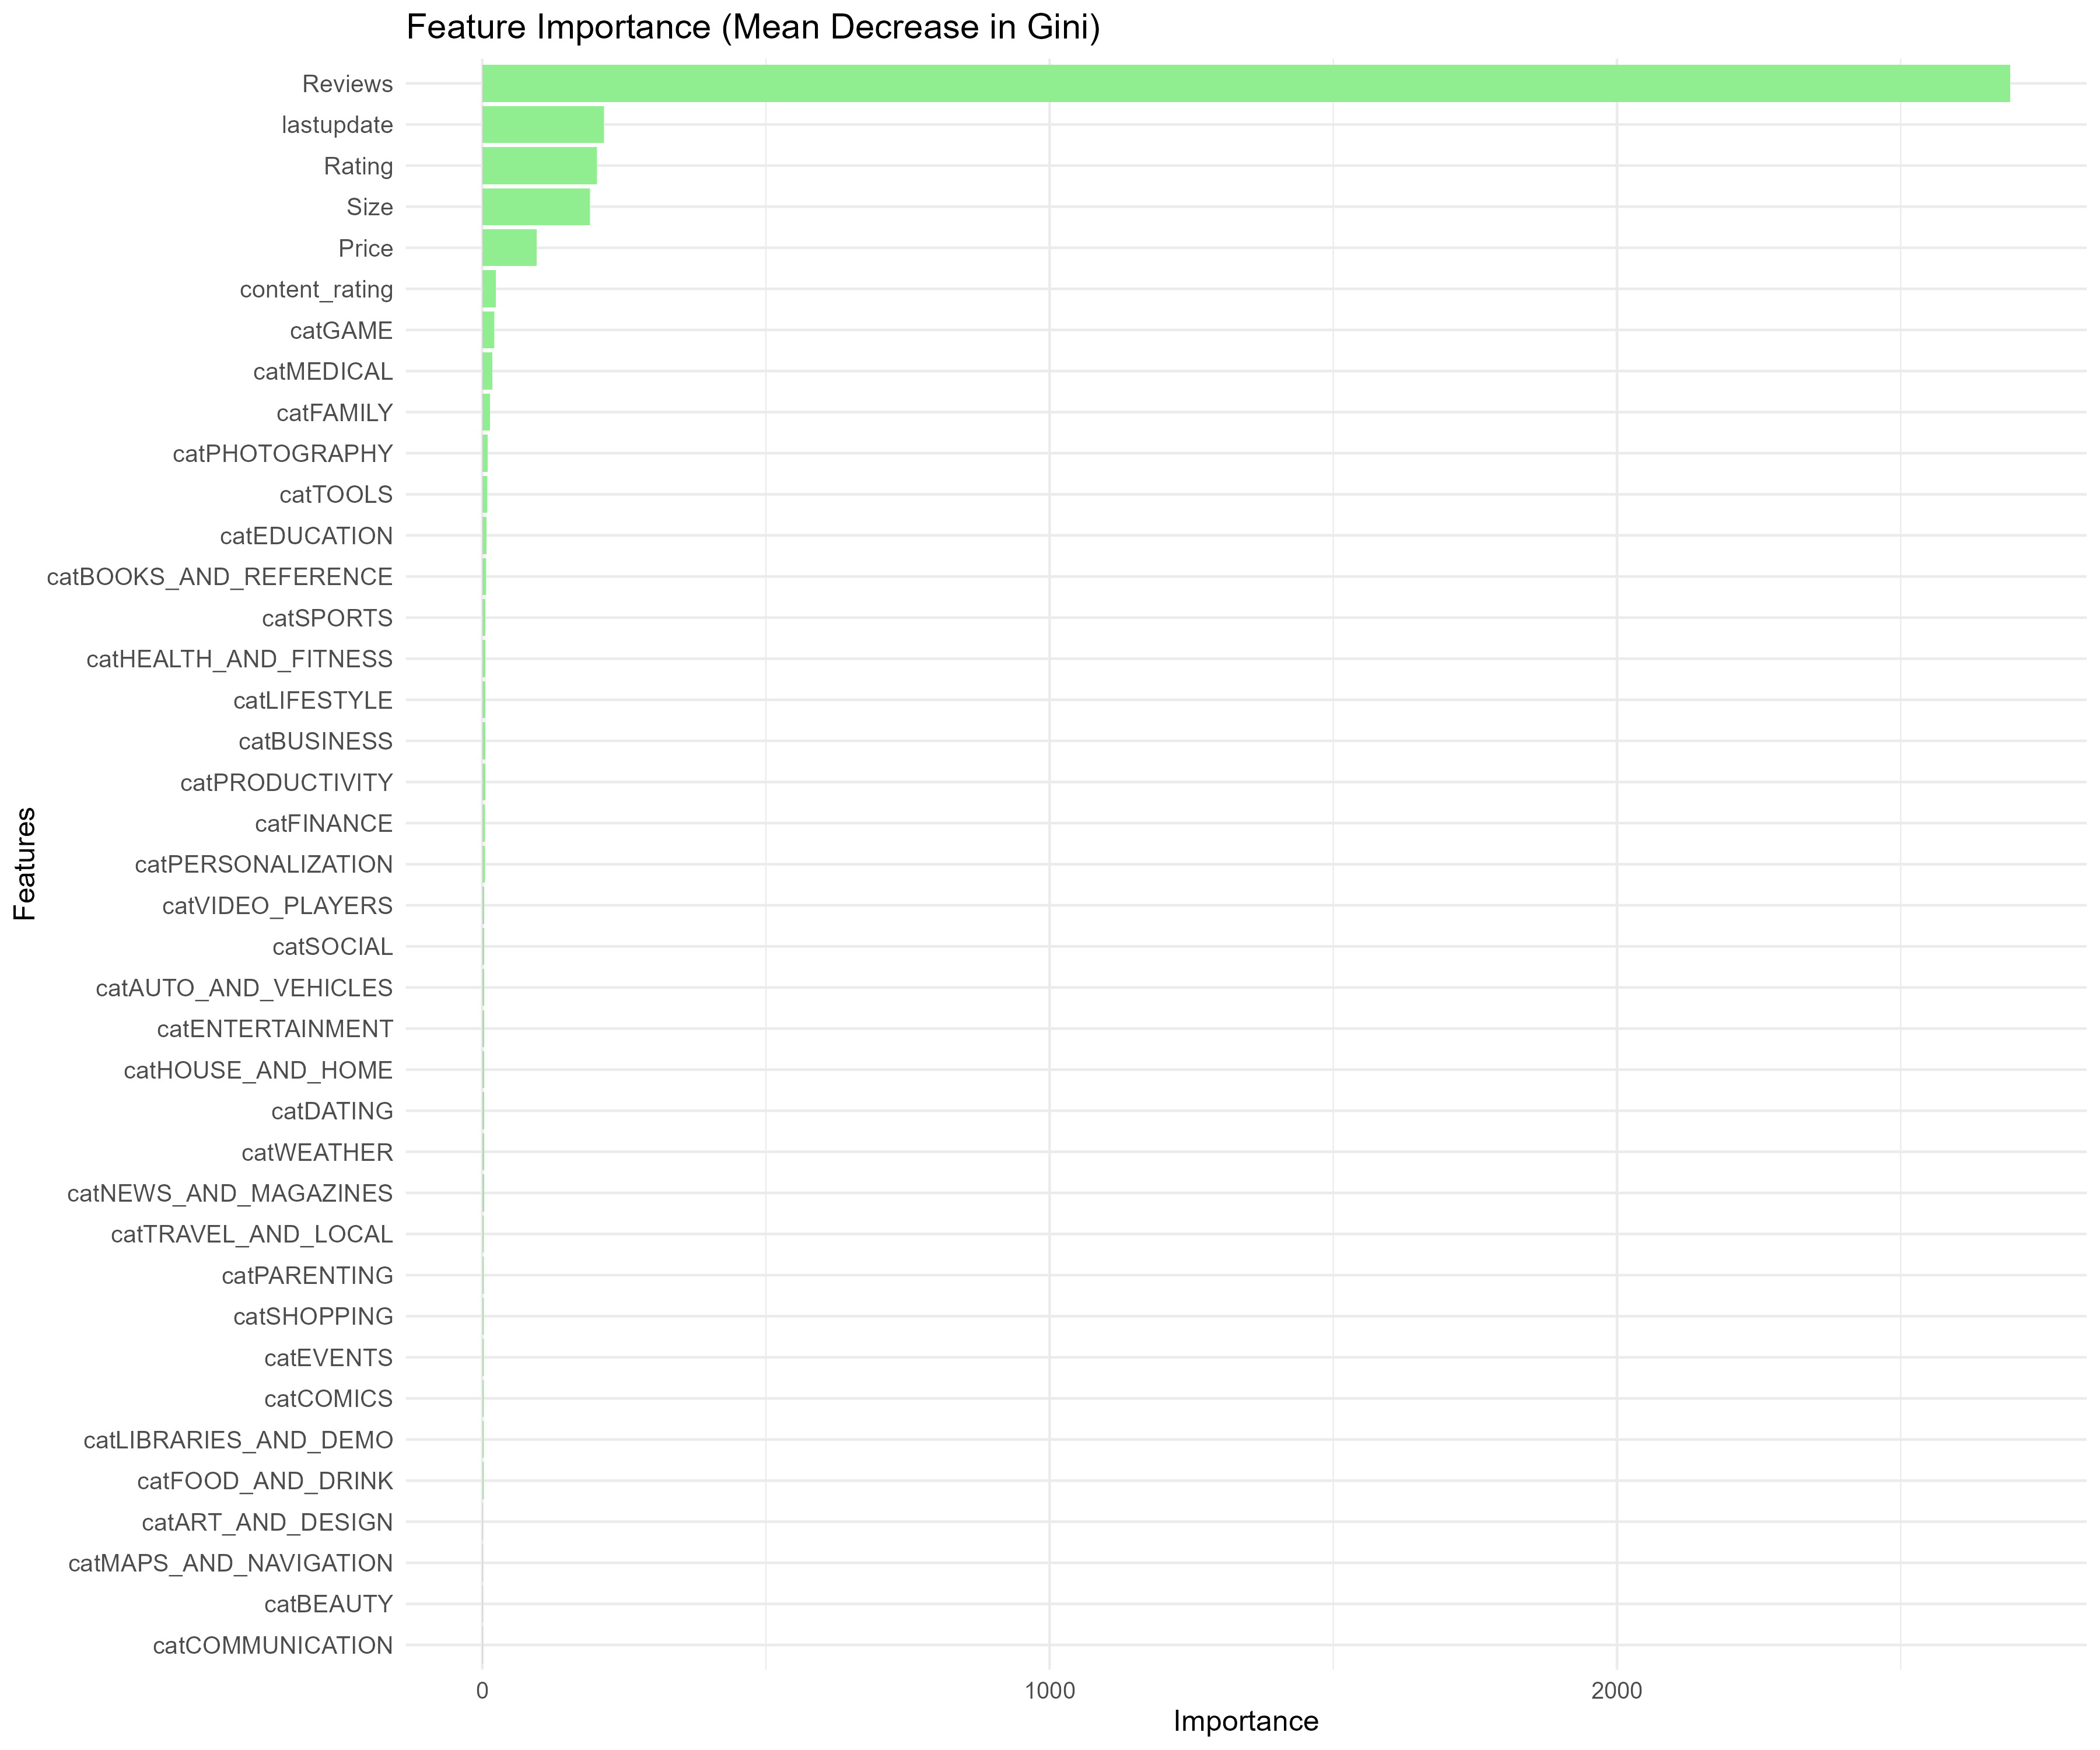 Feature Importance (Mean Decrease in Gini)
Reviews
lastupdate
Rating
Size
Price
content_rating
catGAME
catMEDICAL
catFAMILY
catPHOTOGRAPHY
catTOOLS
catEDUCATION
catBOOKS_AND_REFERENCE
catSPORTS
catHEALTH_AND_FITNESS
catLIFESTYLE
catBUSINESS
catPRODUCTIVITY
catFINANCE
catPERSONALIZATION
catVIDEO_PLAYERS
catSOCIAL
catAUTO_AND_VEHICLES
catENTERTAINMENT
catHOUSE_AND_HOME
catDATING
catWEATHER
catNEWS_AND_MAGAZINES
catTRAVEL_AND_LOCAL
catPARENTING
catSHOPPING
catEVENTS
catCOMICS
catLIBRARIES_AND_DEMO
catFOOD_AND_DRINK
catART_AND_DESIGN
catMAPS_AND_NAVIGATION
catBEAUTY
catCOMMUNICATION
Features
0 1000 2000
Importance